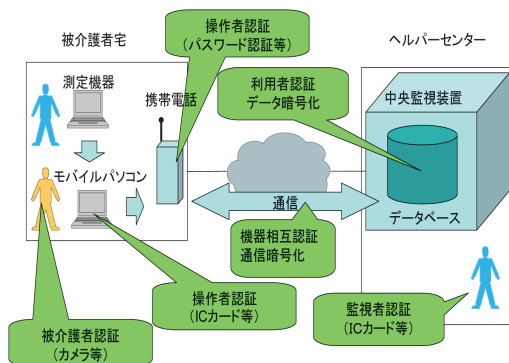 被介護者宅
操作者認証
(パスワード認証等)
ヘルパーセンター
測定機器
携帯電話
利用者認証
データ暗号化
中央監視装置
モバイルパソコン
通信
データベース
機器相互認証
通信暗号化
操作者認証
(ICカード等)
監視者認証
(ICカード等)
被介護者認証
(カメラ等)